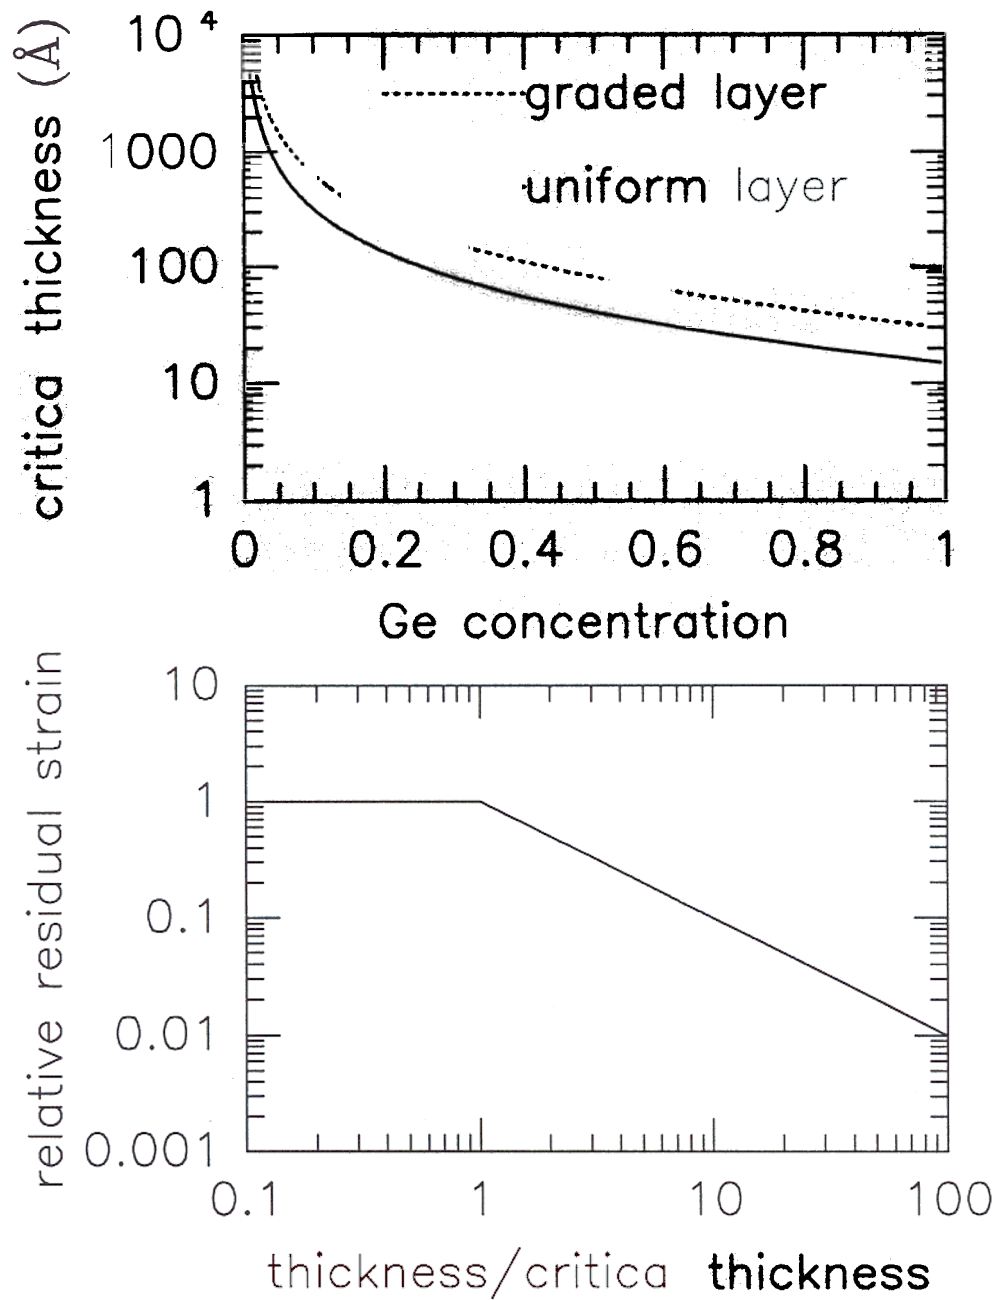 critica thickness (Å)
10 4
1000
100
10
1
graded layer
uniform layer
0 0.2 0.4 0.6 0.8 1
Ge concentration
relative residual strain
10
1
0.1
0.01
0.001
0.1 1 10 100
thickness/critica thickness